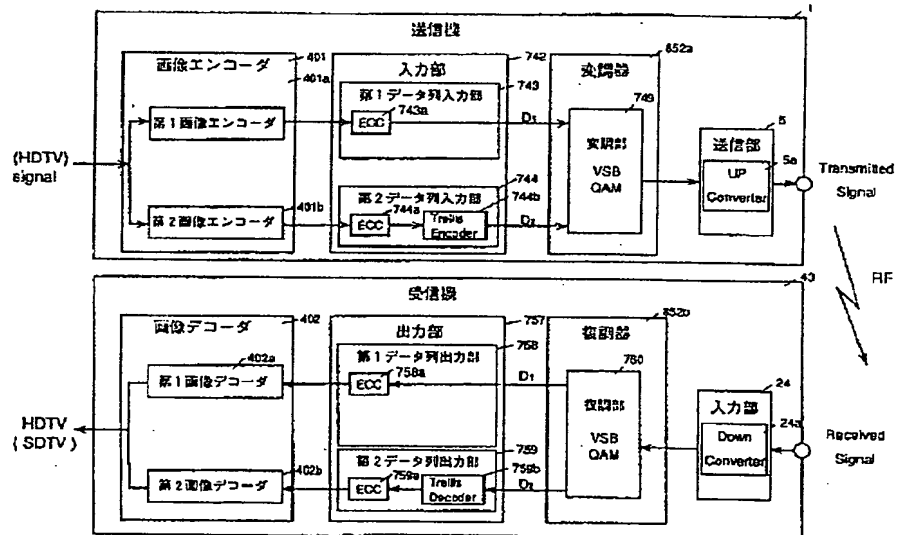 1
送信機
画像エンコーダ
401
401a
第1画像エンコーダ
第2画像エンコーダ
401b
(HDTV)
signal
入力部
742
第1データ列入力部
743
ECC
743a
D1
第2データ列入力部
744
744a
744b
ECC
Trellis
Encoder
D2
変調器
852a
749
変調部
VSB
QAM
5
送信部
5a
UP
Converter
Transmitted
Signal
RF
43
受信機
画像デコーダ
402
402a
第1画像デコーダ
402b
第2画像デコーダ
HDTV
(SDTV)
出力部
757
758
第1データ列出力部
758a
ECC
D1
759
第2データ列出力部
759a
759b
ECC
Trellis
Decoder
D2
復調器
852b
760
復調部
VSB
QAM
24
入力部
24a
Down
Converter
Received
Signal